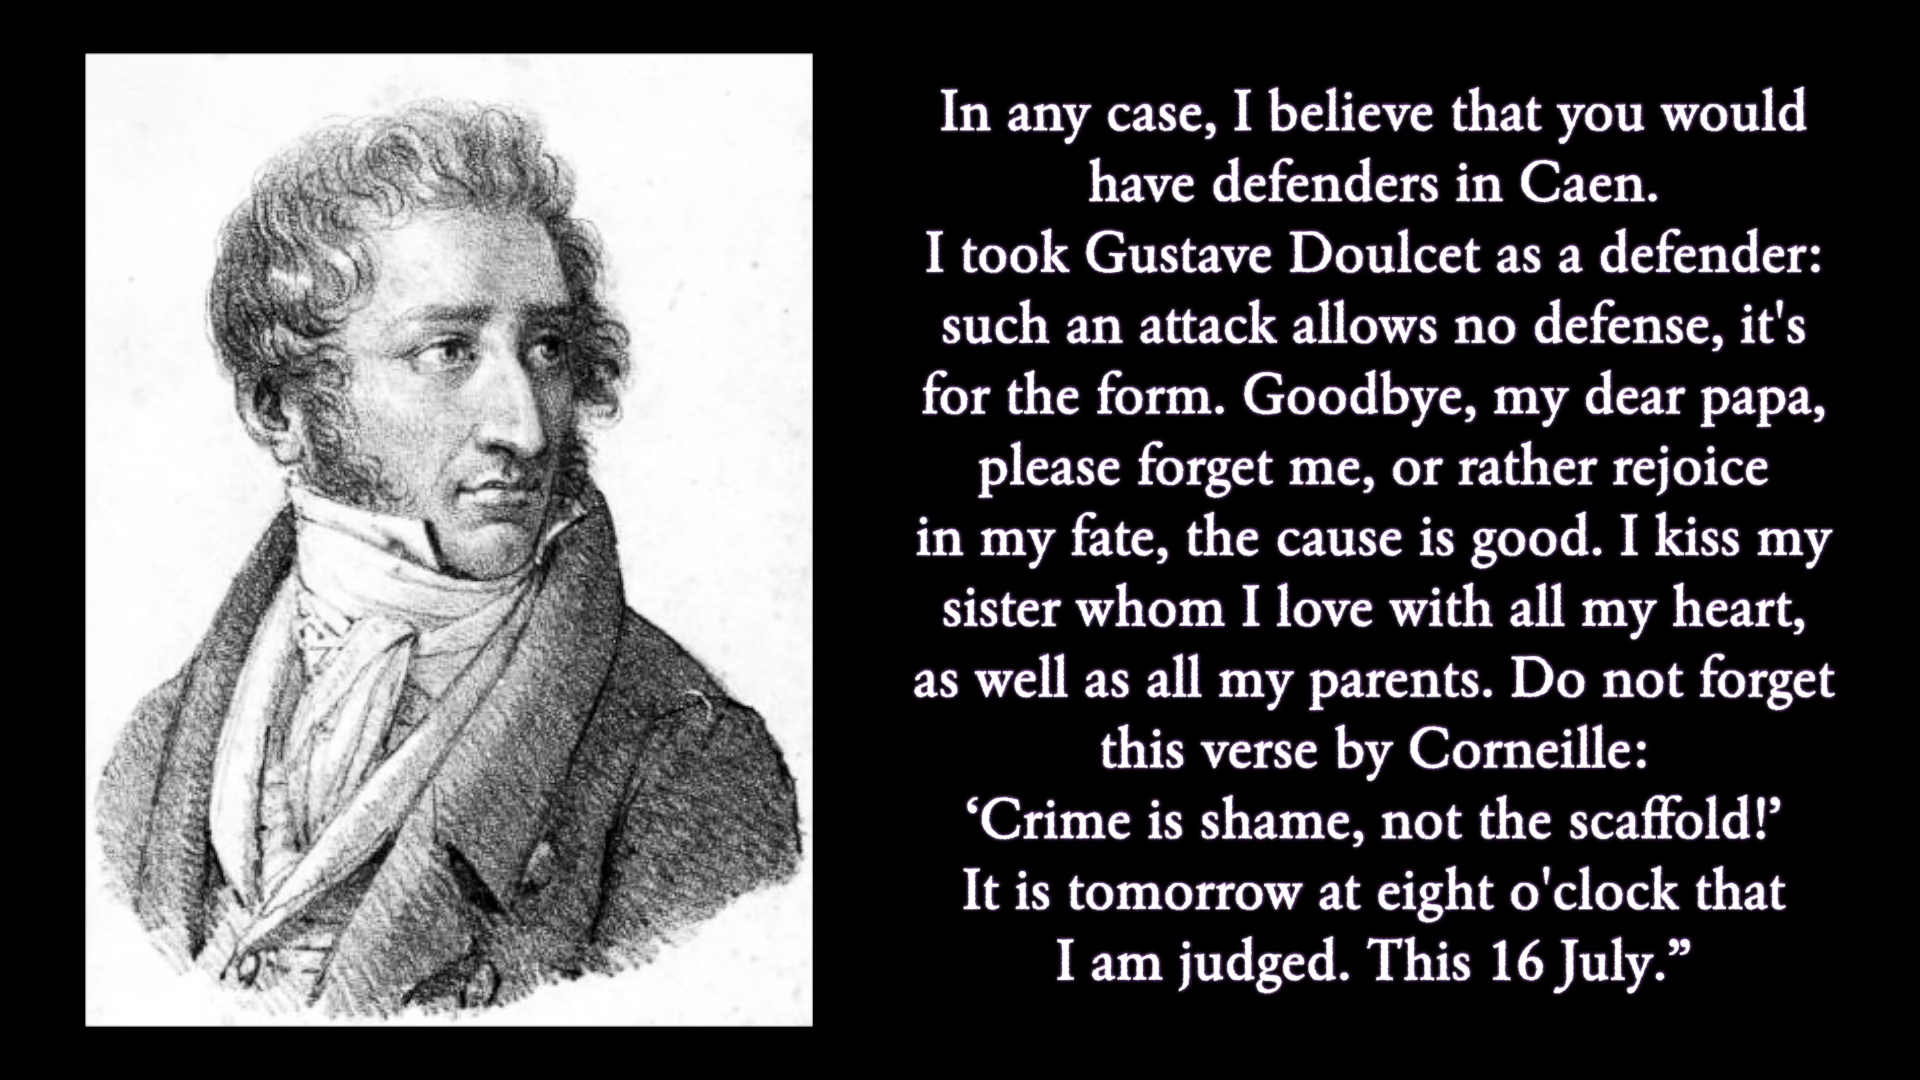 In any case, I believe that you would
have defenders in Caen.
I took Gustave Doulcet as a defender:
such an attack allows no defense, it's
for the form. Goodbye, my dear papa,
please forget me, or rather rejoice
in my fate, the cause is good. I kiss my
sister whom I love with all my heart,
as well as all my parents. Do not forget
this verse by Corneille:
‘Crime is shame, not the scaffold!’
It is tomorrow at eight o'clock that
I am judged. This 16 July.”